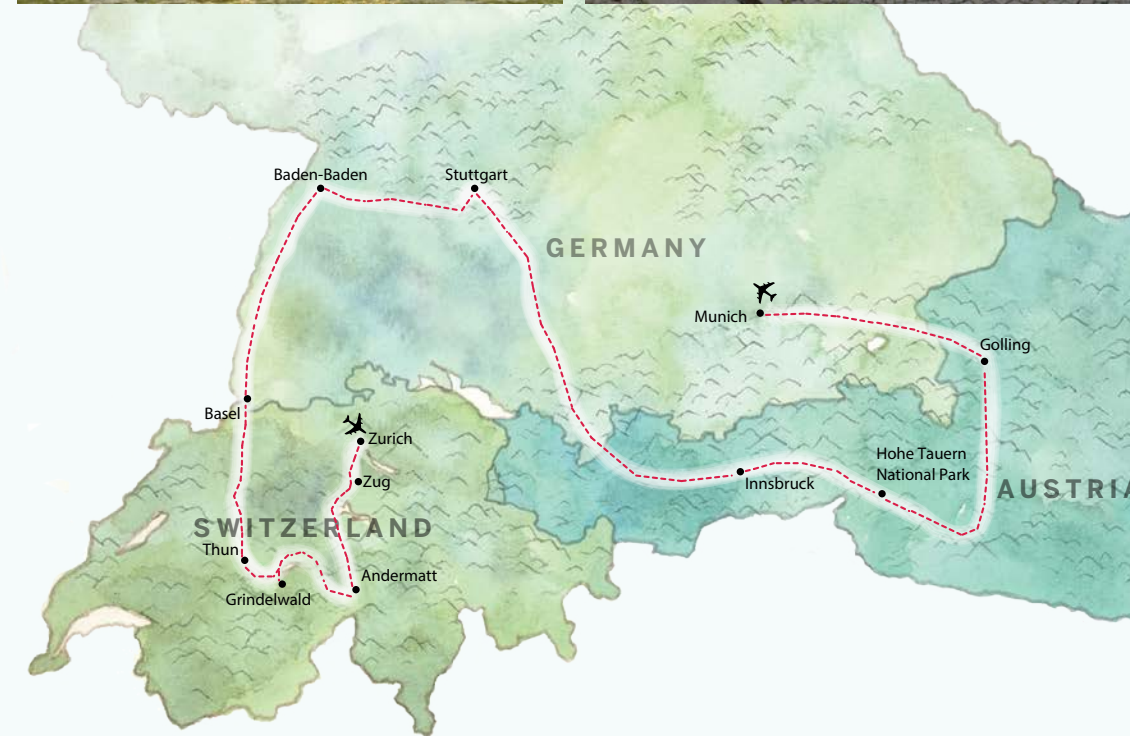 Baden-Baden
Stuttgart
GERMANY
Munich
Golling
Basel
Zurich
Zug
Hohe Tauern
National Park
Innsbruck
AUSTRIA
SWITZERLAND
Thun
Andermatt
Grindelwald